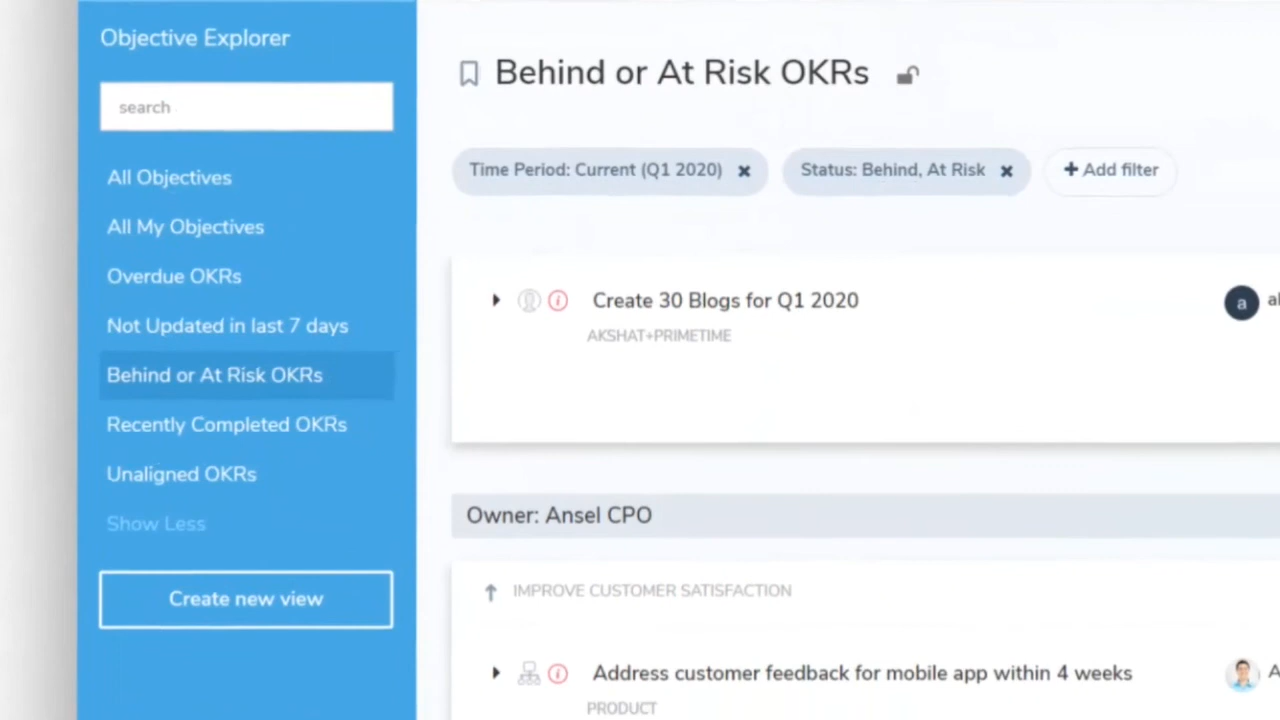 Objective Explorer
search
All Objectives
All My Objectives
Overdue OKRs
Not Updated in last 7 days
Behind or At Risk OKRs
Recently Completed OKRs
Unaligned OKRs
Show Less
Create new view
Behind or At Risk OKRs
Time Period: Current (Q1 2020)
Status: Behind, At Risk
Add filter
Create 30 Blogs for Q1 2020
AKSHAT+PRIMETIME
a
Owner: Ansel CPO
IMPROVE CUSTOMER SATISFACTION
Address customer feedback for mobile app within 4 weeks
PRODUCT